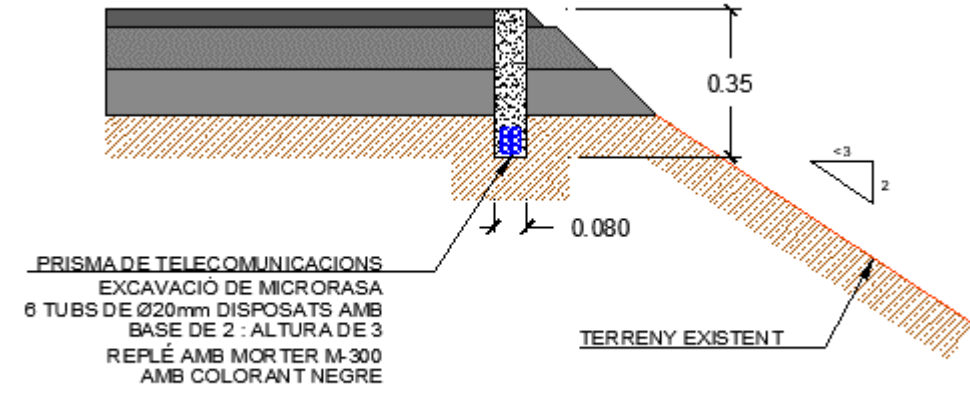 0.35
<3
2
0.080
PRISMA DE TELECOMUNICACIONS
EXCAVACIÓ DE MICRORASA
6 TUBS DE Ø20mm DISPOSATS AMB
BASE DE 2 : ALTURA DE 3
REPLÉ AMB MORTER M-300
AMB COLORANT NEGRE
TERRENY EXISTENT